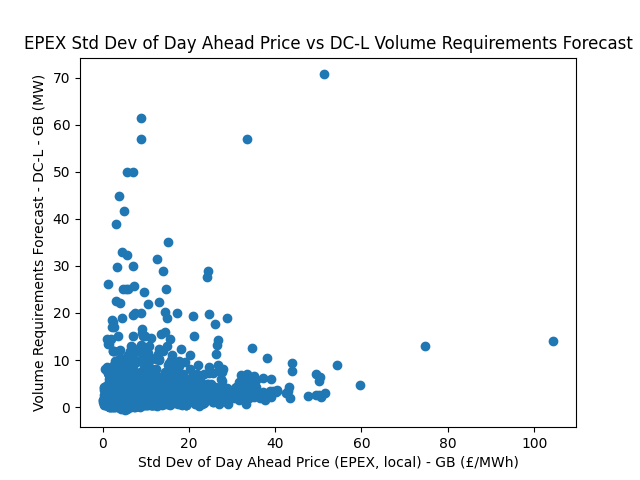 EPEX Std Dev of Day Ahead Price vs DC-L Volume Requirements Forecast
Volume Requirements Forecast - DC-L - GB (MW)
70
60
50
40
30
20
10
0
0 20 40 60 80 100
Std Dev of Day Ahead Price (EPEX, local) - GB (£/MWh)